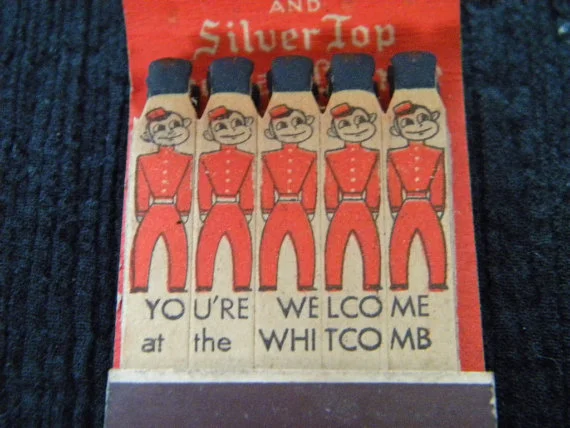 AND
Silver Top
YOU'RE WELCOME
at the WHITCOMB